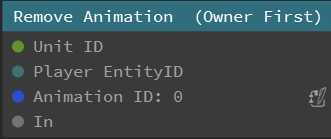 Remove Animation  (Owner First)
Unit ID
Player EntityID
Animation ID: 0
In